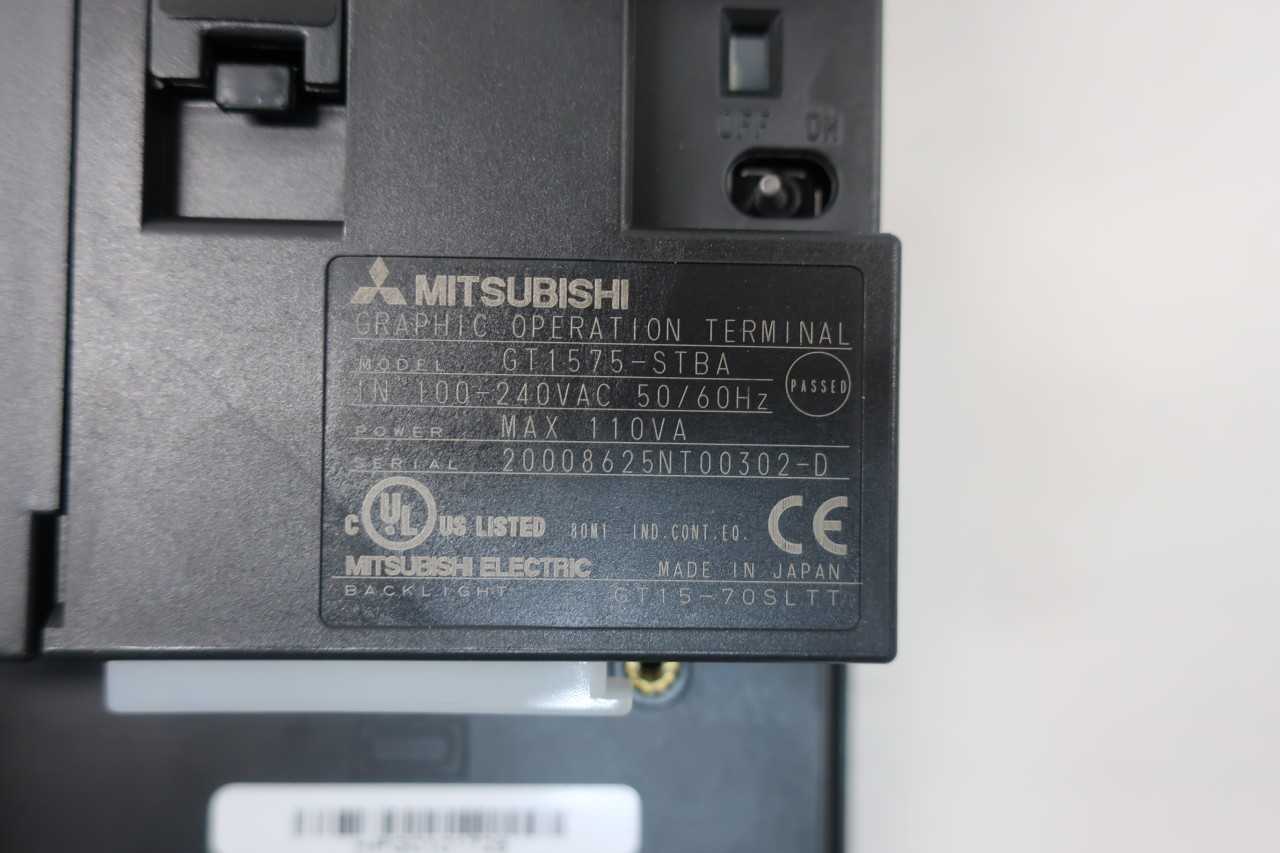 OFF ON
MITSUBISHI
GRAPHIC OPERATION TERMINAL
MODEL GT1575-STBA
PASSED
IN 100-240VAC 50/60Hz
POWER MAX 110VA
SERIAL 20008625NT00302-D
C UL US LISTED 80M1 IND.CONT.EQ. CE
MITSUBISHI ELECTRIC MADE IN JAPAN
BACKLIGHT GT15-70SLTT